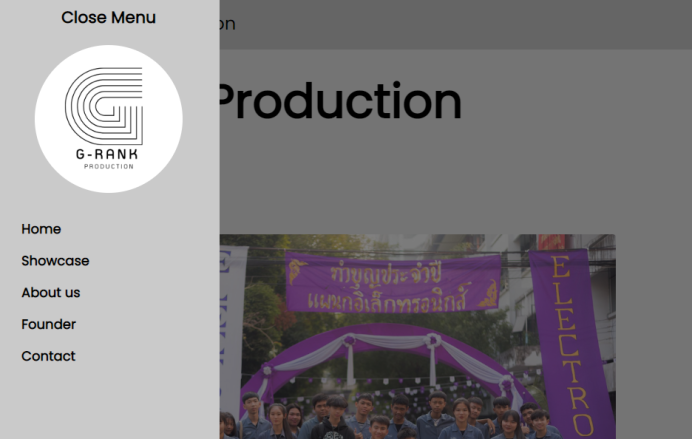 Close Menu
on
Production
G-RANK
PRODUCTION
Home
Showcase
About us
Founder
Contact
ทำบุญประจำปี
แผนกอิเล็กทรอนิกส์
ELECTRO